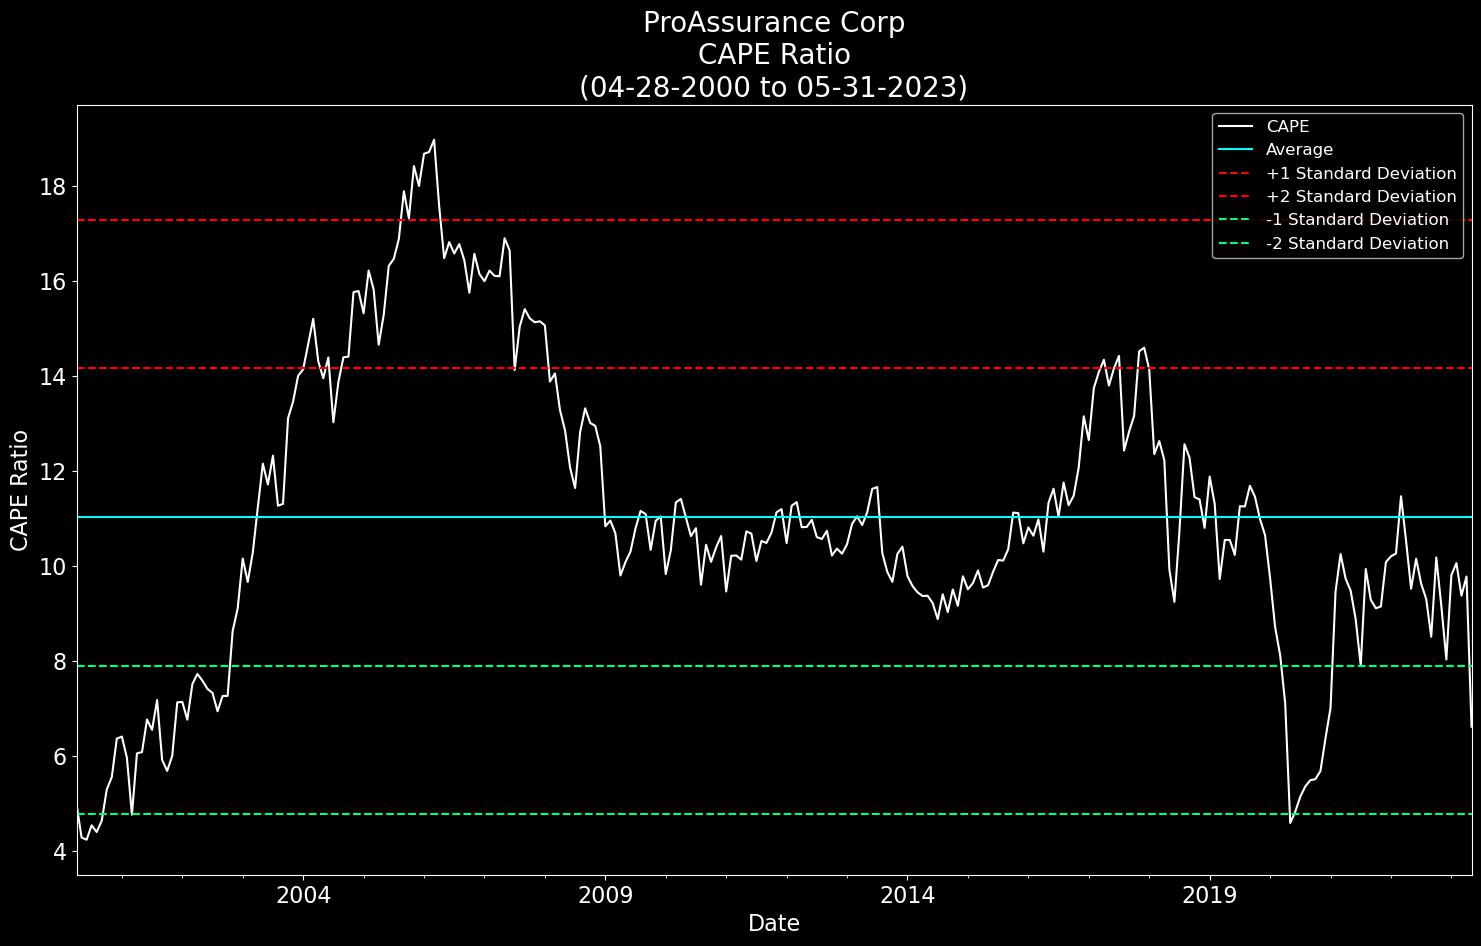 ProAssurance Corp
CAPE Ratio
(04-28-2000 to 05-31-2023)
CAPE
Average
+1 Standard Deviation
+2 Standard Deviation
-1 Standard Deviation
-2 Standard Deviation
18
16
14
12
10
8
6
4
CAPE Ratio
2004
2009
2014
2019
Date